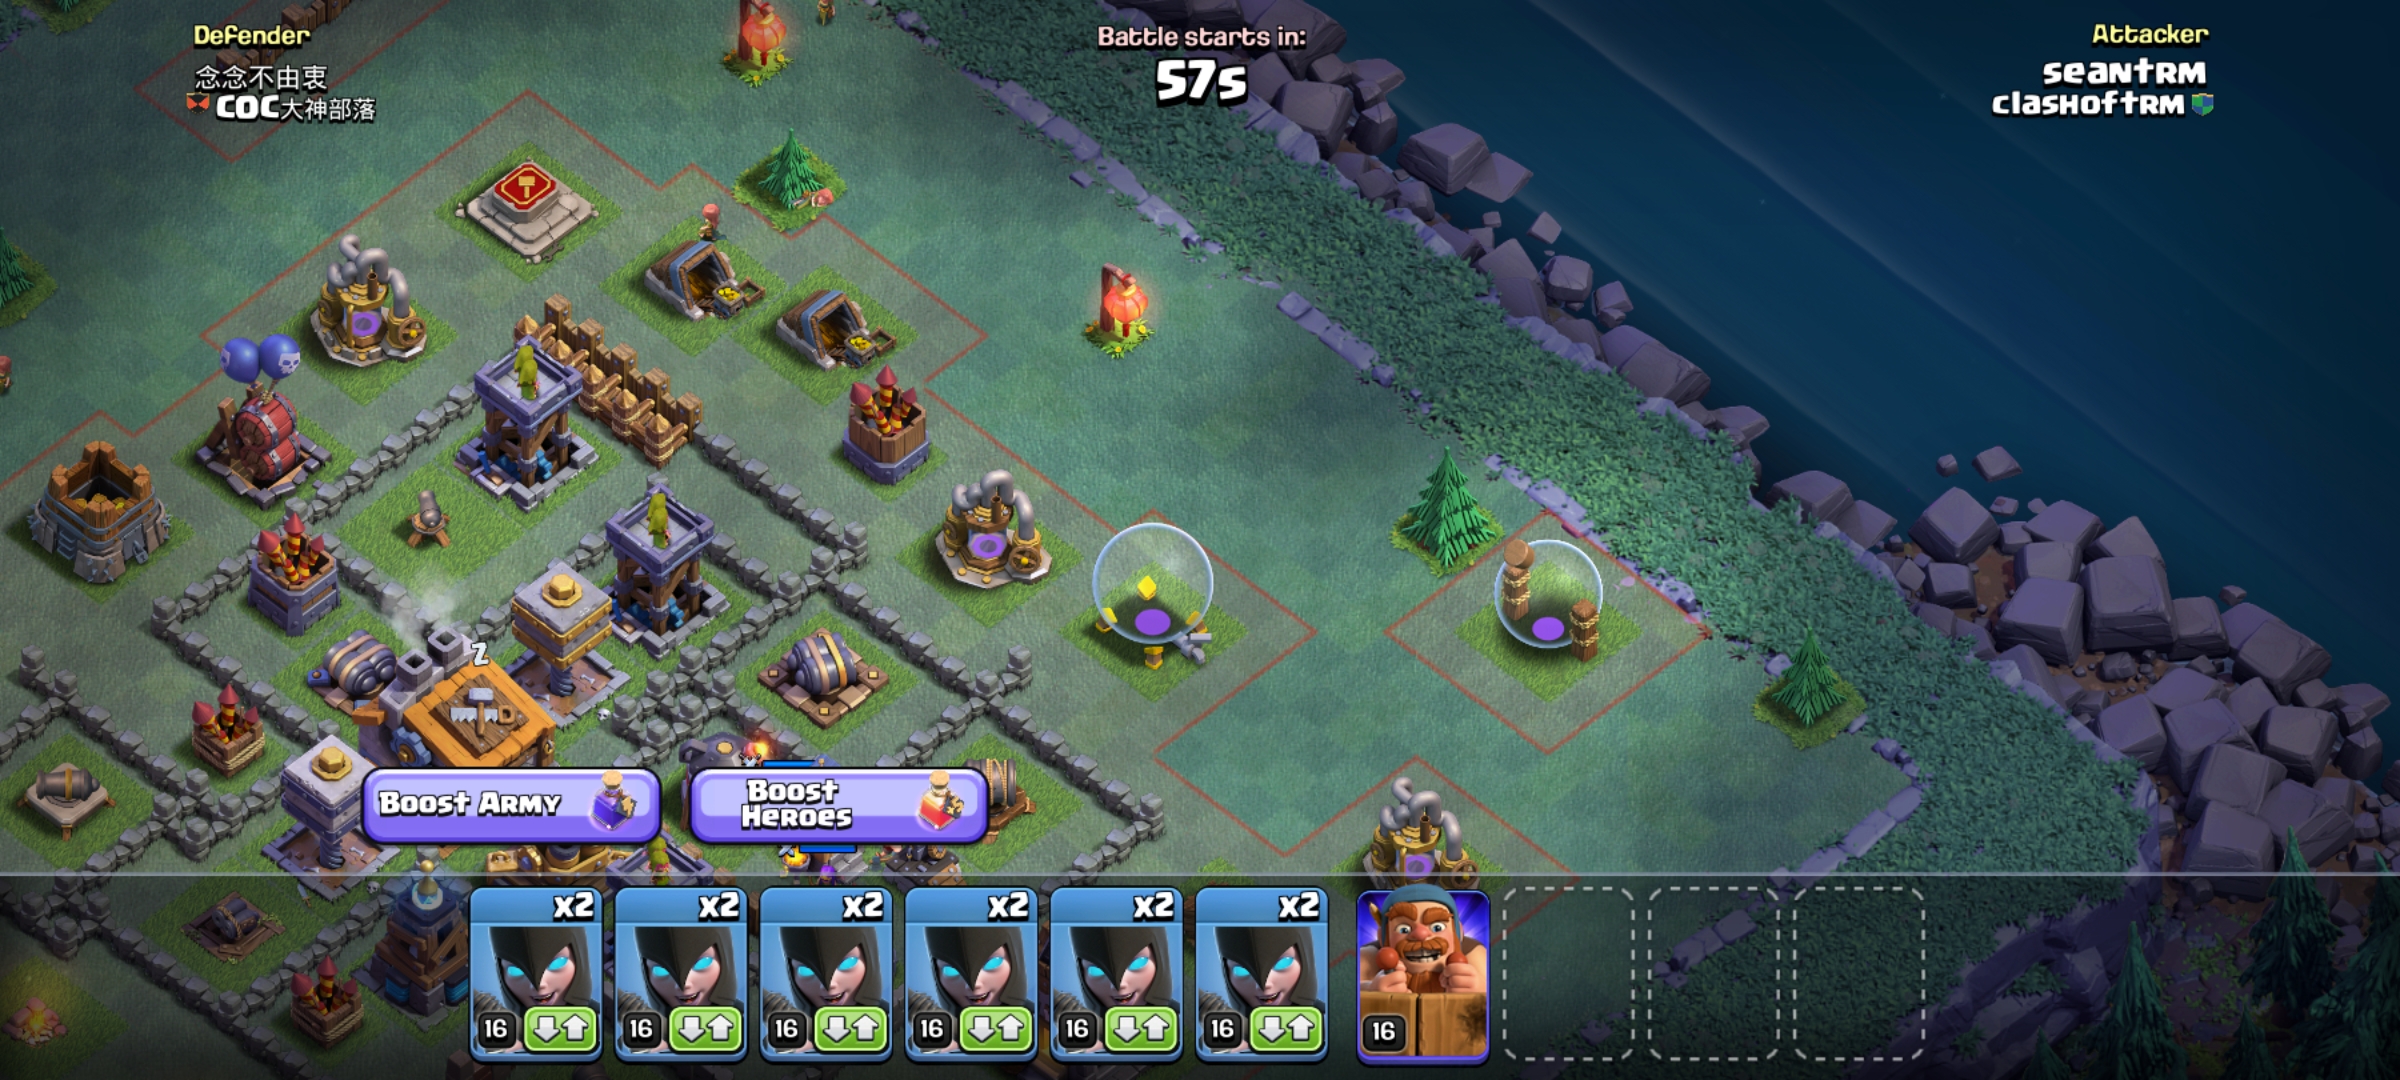 Defender
念念不由衷
COC大神部落
Battle starts in:
57s
Attacker
seantRM
clashoftRM
z
Boost Army
Boost
Heroes
x2
x2
x2
x2
x2
x2
16
16
16
16
16
16
16